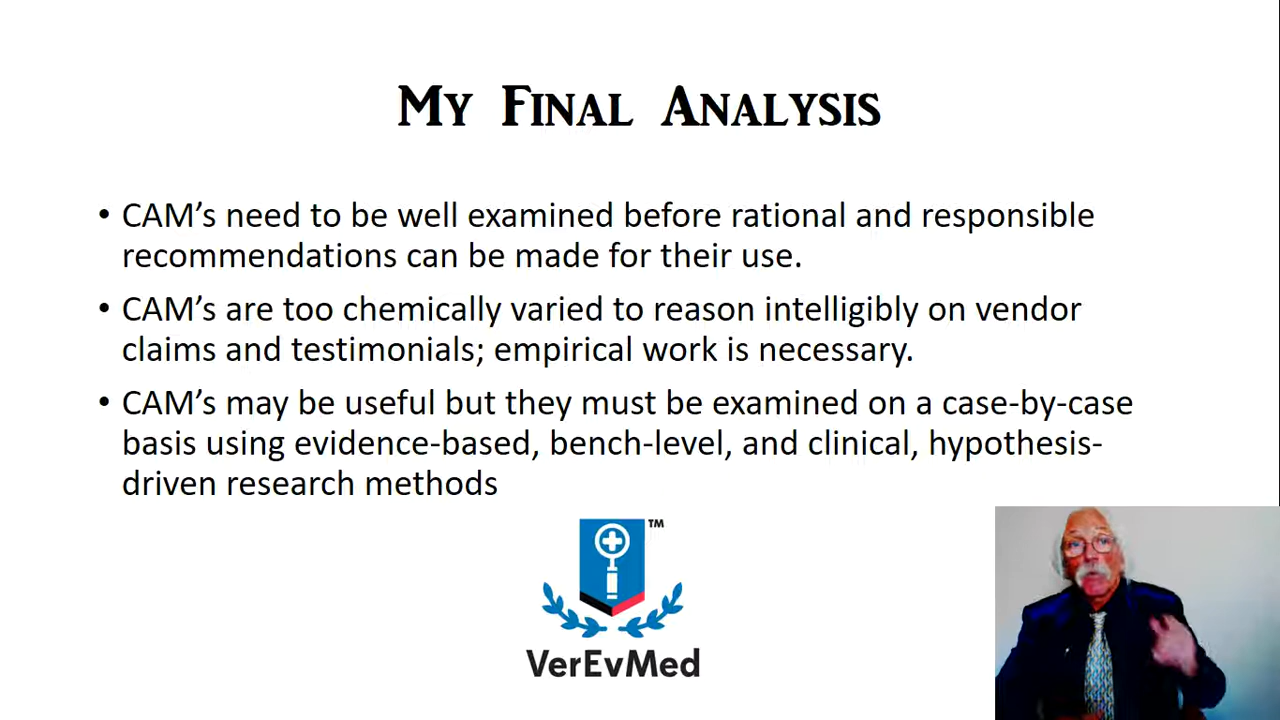 My Final Analysis
• CAM's need to be well examined before rational and responsible
recommendations can be made for their use.
• CAM's are too chemically varied to reason intelligibly on vendor
claims and testimonials; empirical work is necessary.
• CAM's may be useful but they must be examined on a case-by-case
basis using evidence-based, bench-level, and clinical, hypothesis-
driven research methods
TM
VerEvMed